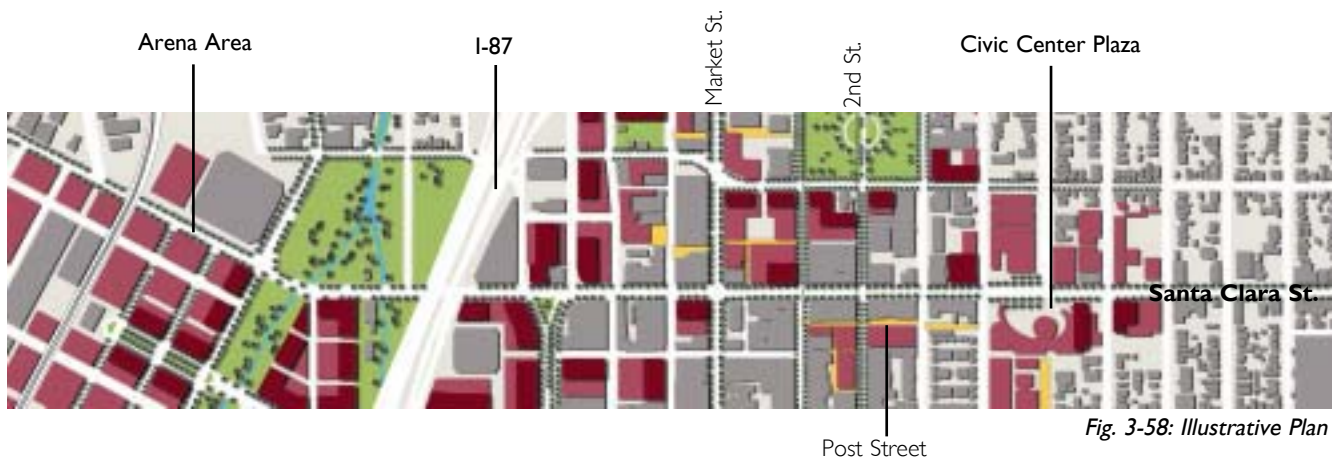 Arena Area
I-87
Market St.
2nd St.
Civic Center Plaza
Santa Clara St.
Fig. 3-58: Illustrative Plan
Post Street